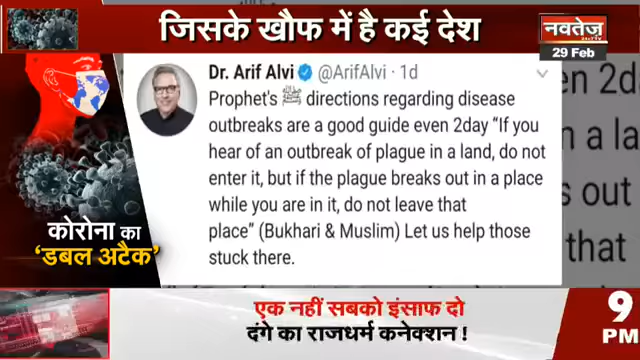 जिसके खौफ में है कई देश
नवतेज
24x7 TV
29 Feb
Dr. Arif Alvi @ArifAlvi · 1d
Prophet's ﷺ directions regarding disease
outbreaks are a good guide even 2day “If you
hear of an outbreak of plague in a land, do not
enter it, but if the plague breaks out in a place
while you are in it, do not leave that
place” (Bukhari & Muslim) Let us help those
stuck there.
en 2d
n a la
s out
that
कोरोना का
‘डबल अटैक’
एक नहीं सबको इंसाफ दो
दंगे का राजधर्म कनेक्शन !
9
PM